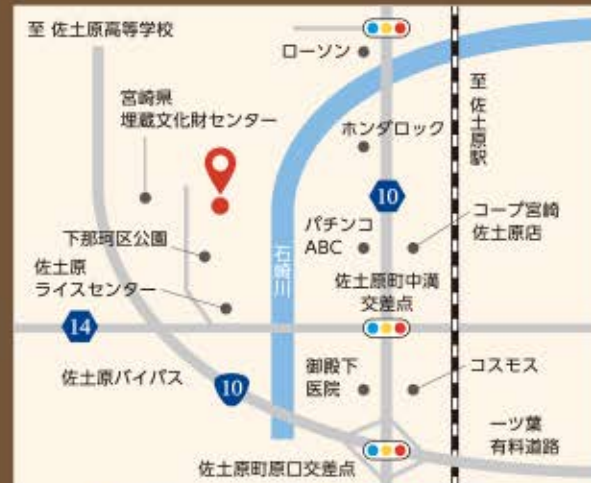 至 佐土原高等学校
ローソン
宮崎県
埋蔵文化財センター
至 佐土原駅
ホンダロック
10
パチンコ
ABC
コープ宮崎
佐土原店
下那珂区公園
石崎川
佐土原
ライスセンター
佐土原町中溝
交差点
14
佐土原バイパス
10
御殿下
医院
コスモス
一ツ葉
有料道路
佐土原町原口交差点